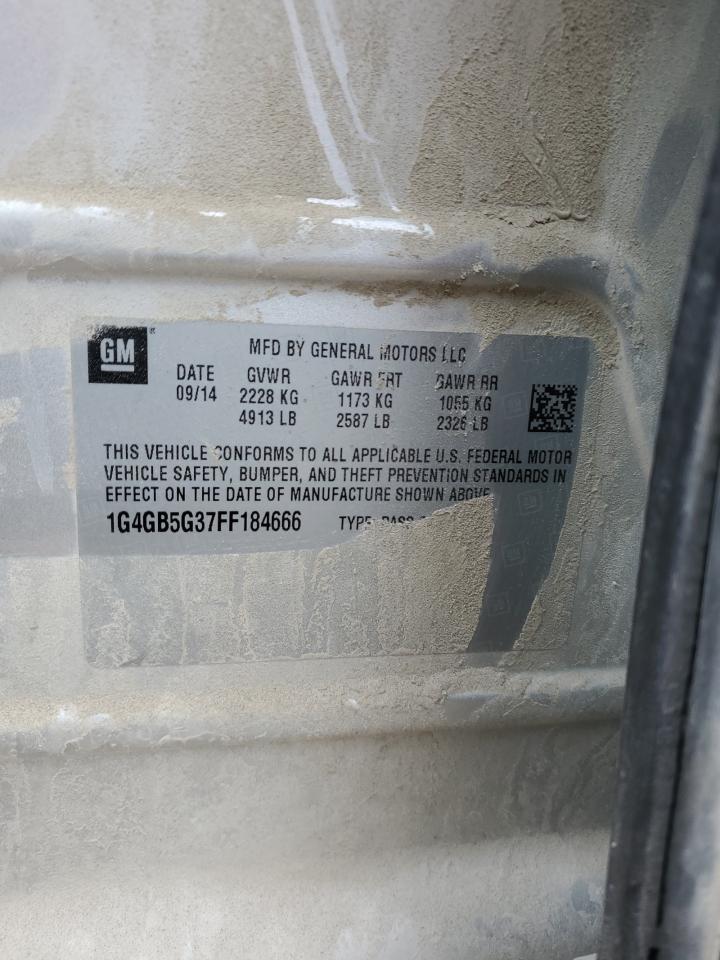 GM
MFD BY GENERAL MOTORS LLC
DATE GVWR GAWR FRT GAWR RR
09/14 2228 KG 1173 KG 1055 KG
4913 LB 2587 LB 2326 LB
THIS VEHICLE CONFORMS TO ALL APPLICABLE U.S. FEDERAL MOTOR
VEHICLE SAFETY, BUMPER, AND THEFT PREVENTION STANDARDS IN
EFFECT ON THE DATE OF MANUFACTURE SHOWN ABOVE
1G4GB5G37FF184666 TYPE: PASS